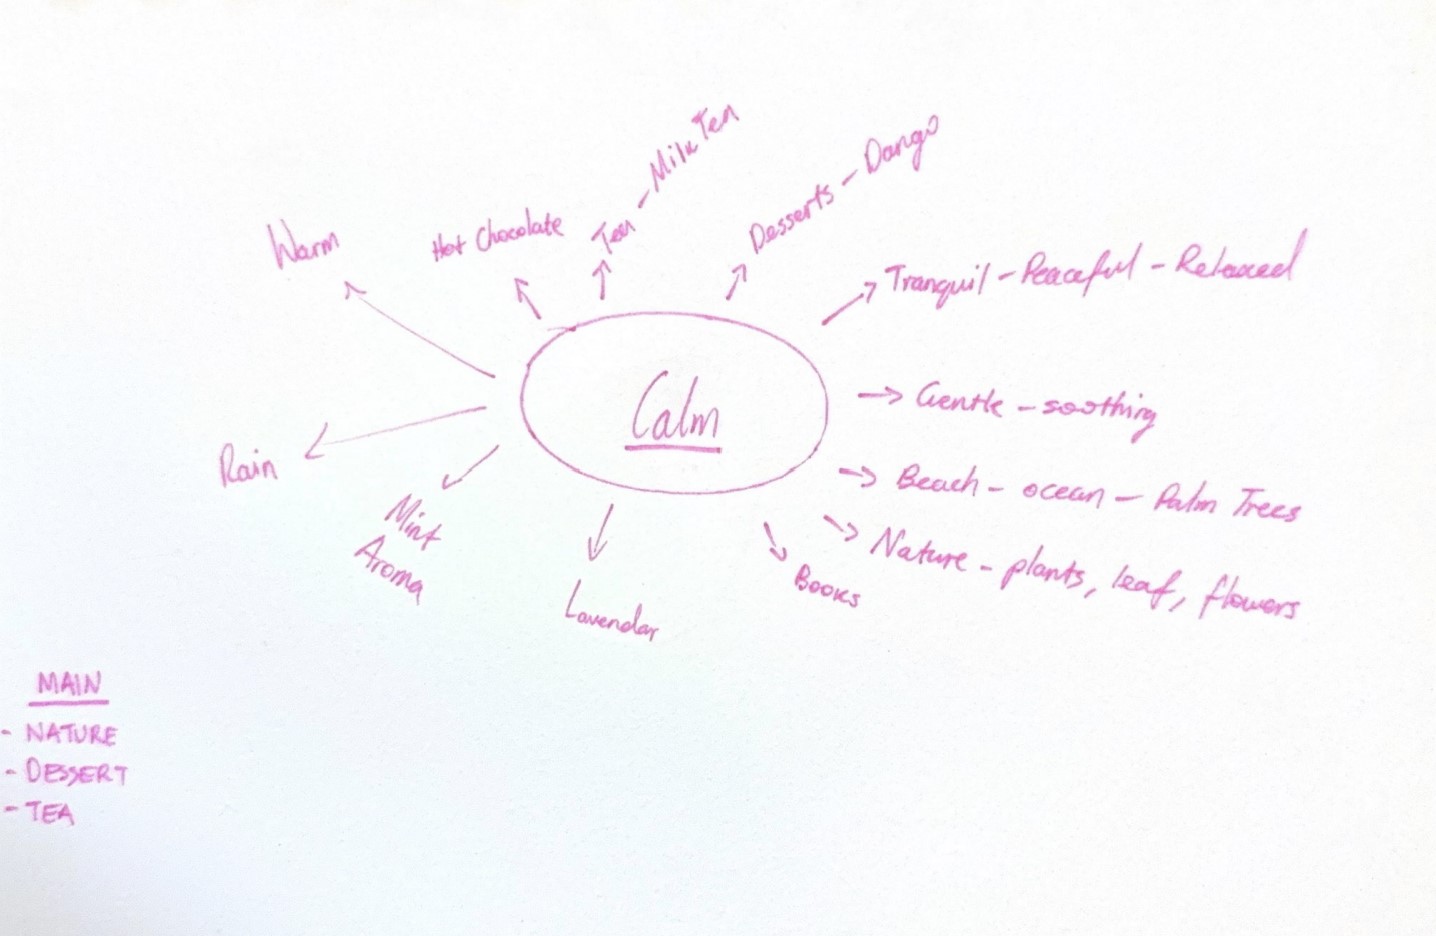 Tea - Milk Tea
Desserts - Dango
Hot Chocolate
Warm
Tranquil - Peaceful - Relaxed
Calm
Gentle - soothing
Rain
Beach - ocean - Palm Trees
Mint
Aroma
Nature - plants, leaf, flowers
Books
Lavendar
MAIN
- NATURE
- DESSERT
- TEA